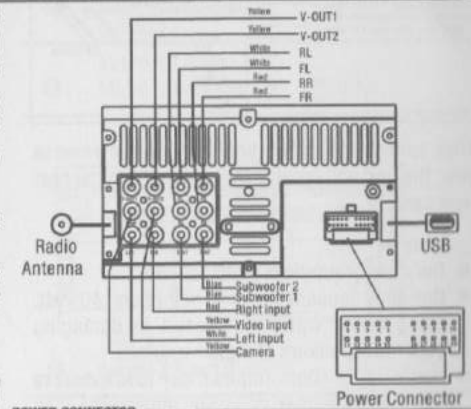 Yellow V-OUT1
Yellow V-OUT2
White RL
White FL
Red RR
Red FR
Radio
Antenna
USB
Blue Subwoofer 2
Blue Subwoofer 1
Red Right input
Yellow Video input
White Left input
Yellow Camera
Power Connector
POWER CONNECTOR